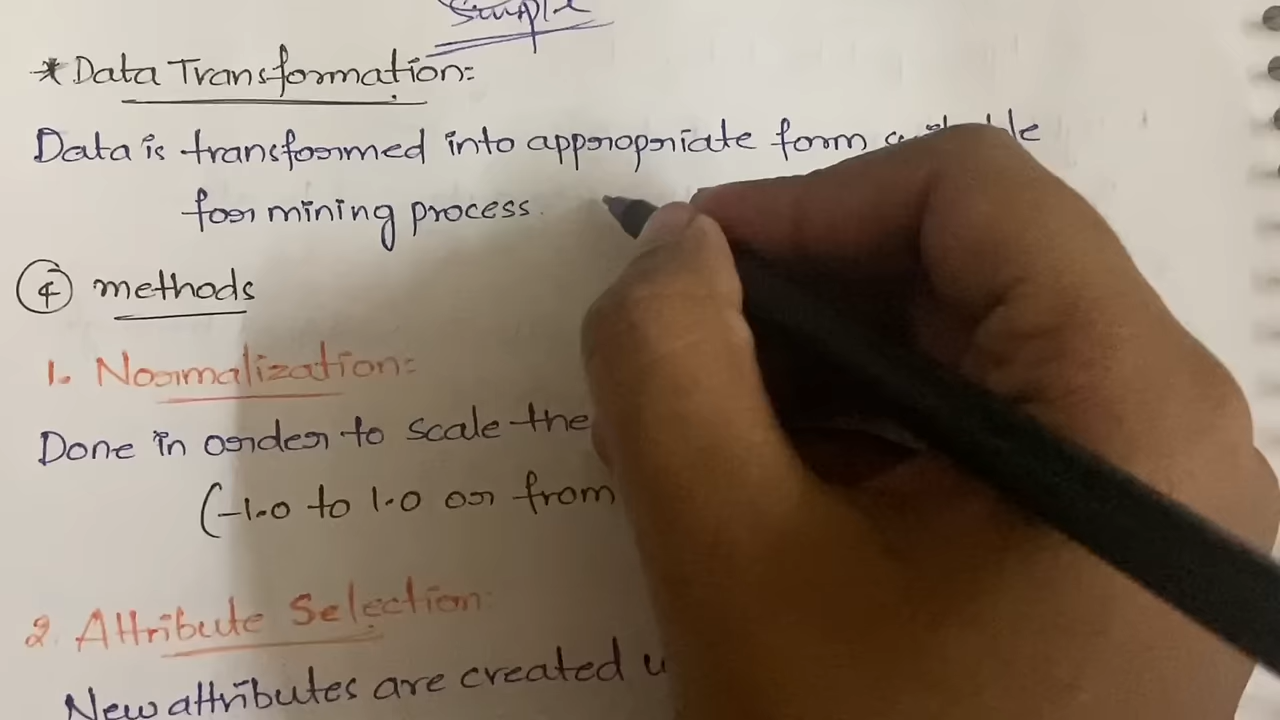 Simple
* Data Transformation:
Data is transformed into appropriate form
for mining process.
④ methods
1. Normalization:
Done in order to scale the
(-1.0 to 1.0 or from
2. Attribute Selection:
New attributes are created